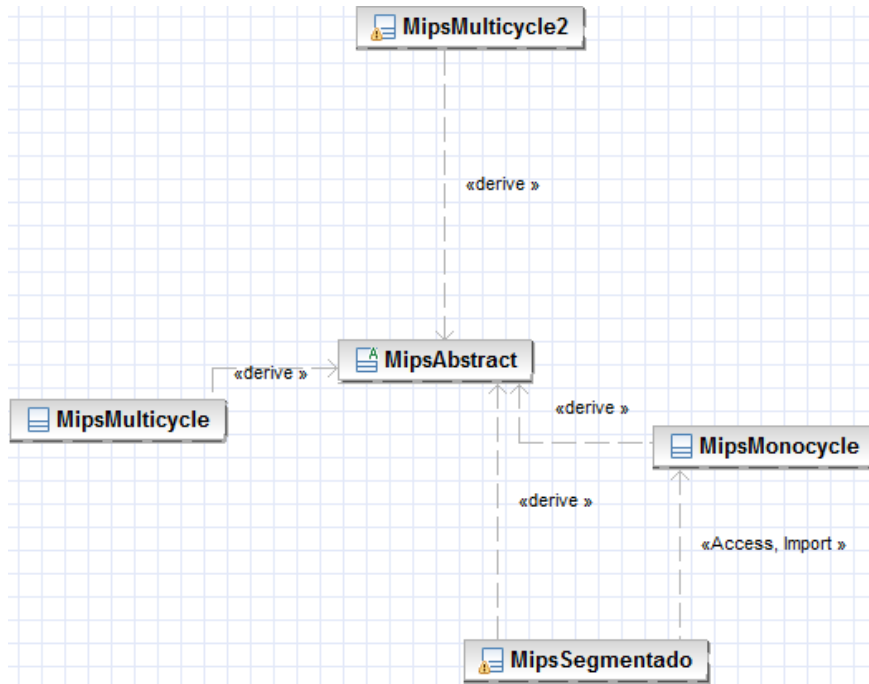 MipsMulticycle2
«derive »
A
MipsAbstract
«derive »
MipsMulticycle
«derive »
MipsMonocycle
«derive »
«Access, Import »
MipsSegmentado